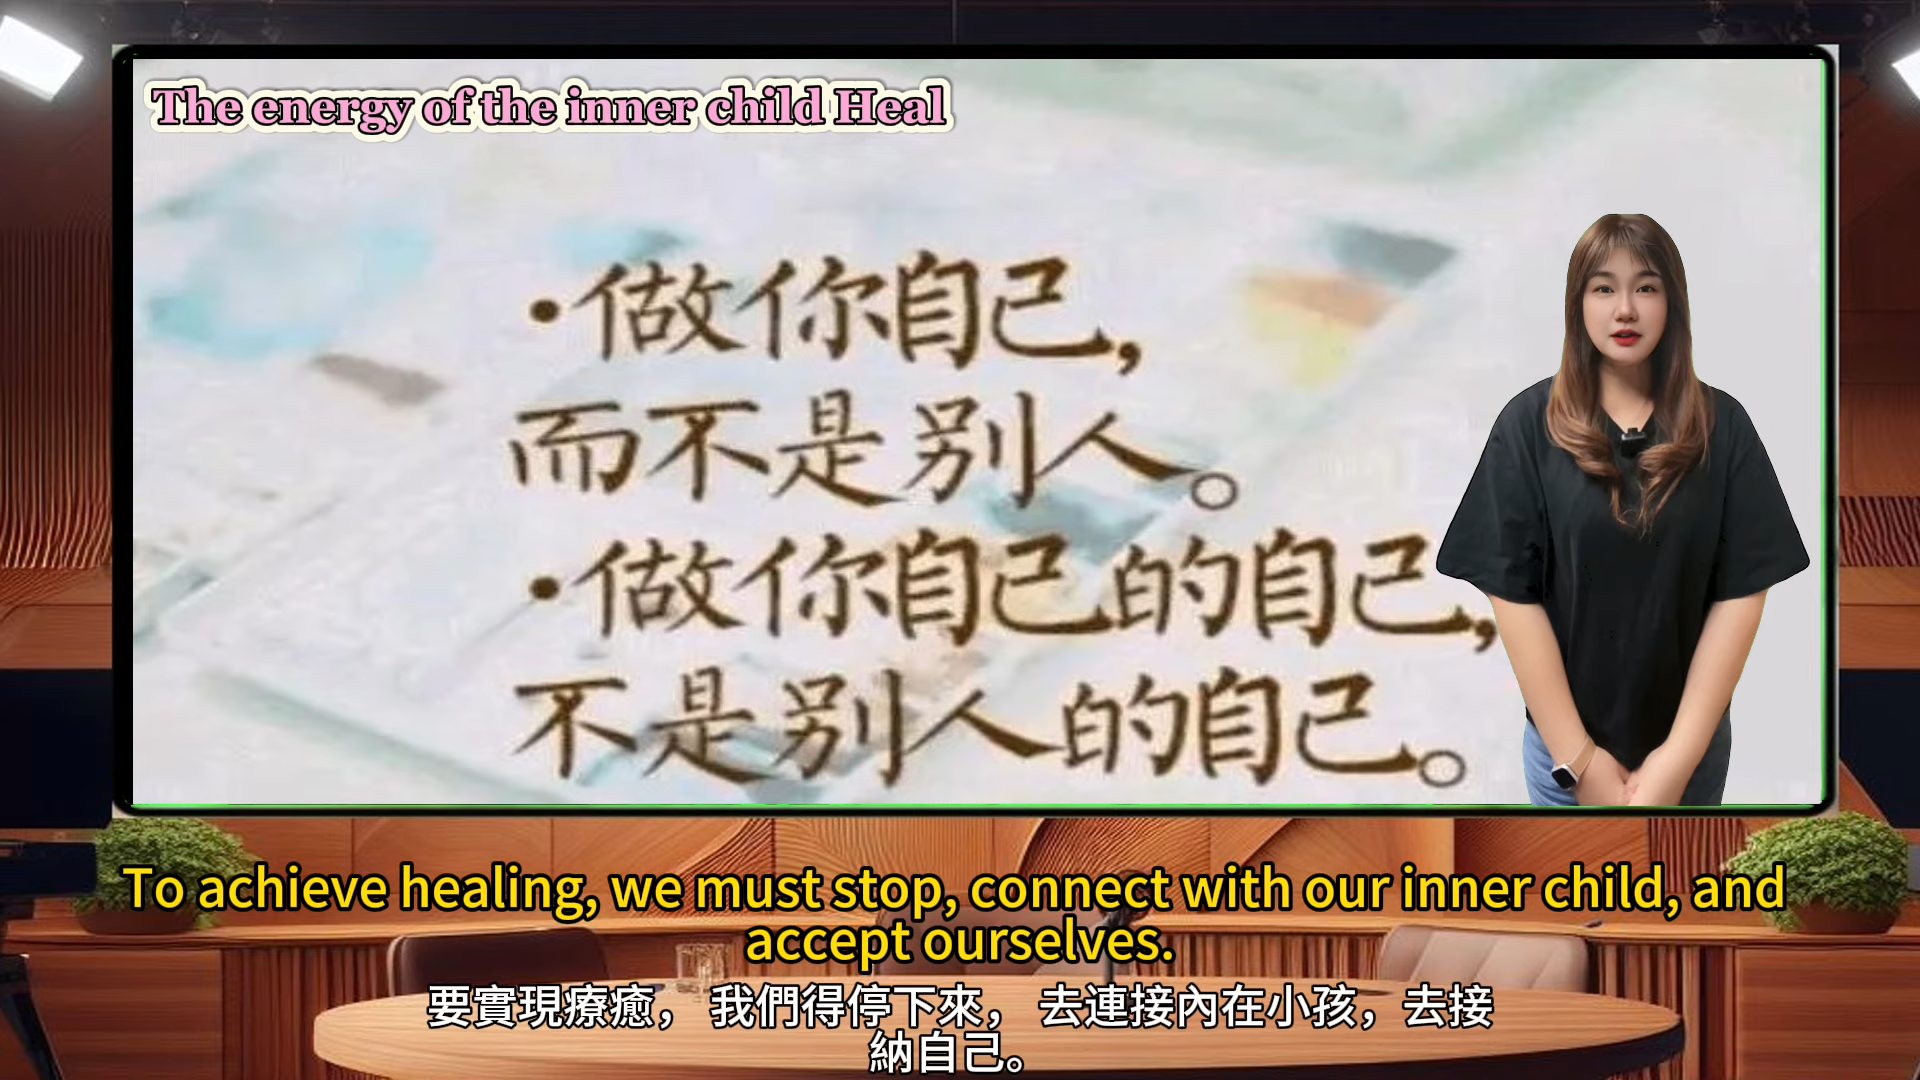 The energy of the inner child Heal
·做你自己，
而不是别人。
·做你自己的自己，
不是别人的自己。
To achieve healing, we must stop, connect with our inner child, and
accept ourselves.
要實現療癒， 我們得停下來， 去連接內在小孩，去接
納自己。